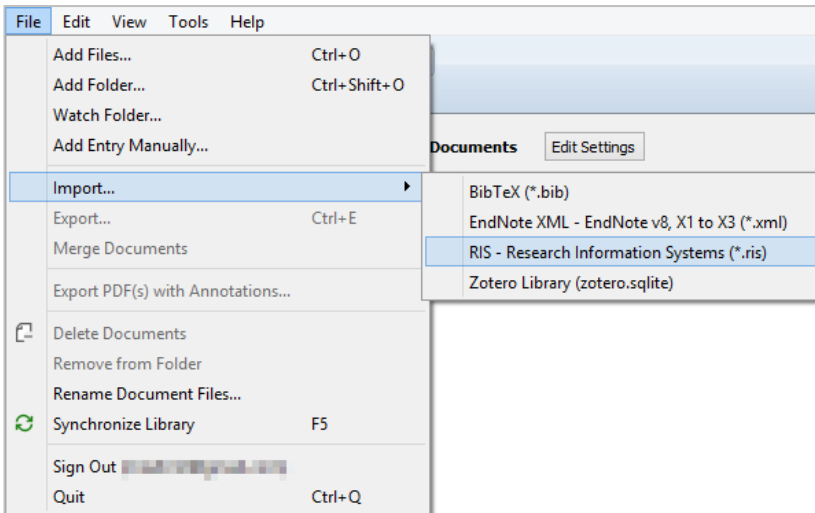 File Edit View Tools Help
Add Files... Ctrl+O
Add Folder... Ctrl+Shift+O
Watch Folder...
Add Entry Manually...
Documents Edit Settings
Import...
BibTeX (*.bib)
EndNote XML - EndNote v8, X1 to X3 (*.xml)
RIS - Research Information Systems (*.ris)
Zotero Library (zotero.sqlite)
Export... Ctrl+E
Merge Documents
Export PDF(s) with Annotations...
Delete Documents
Remove from Folder
Rename Document Files...
Synchronize Library F5
Sign Out
Quit Ctrl+Q